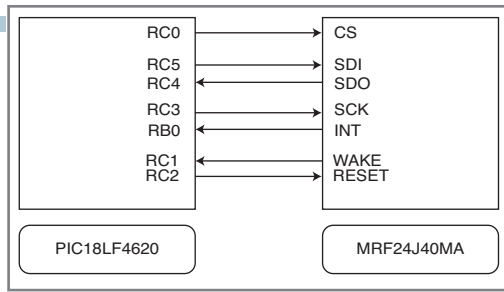 RC0 CS
RC5 SDI
RC4 SDO
RC3 SCK
RB0 INT
RC1 WAKE
RC2 RESET
PIC18LF4620 MRF24J40MA